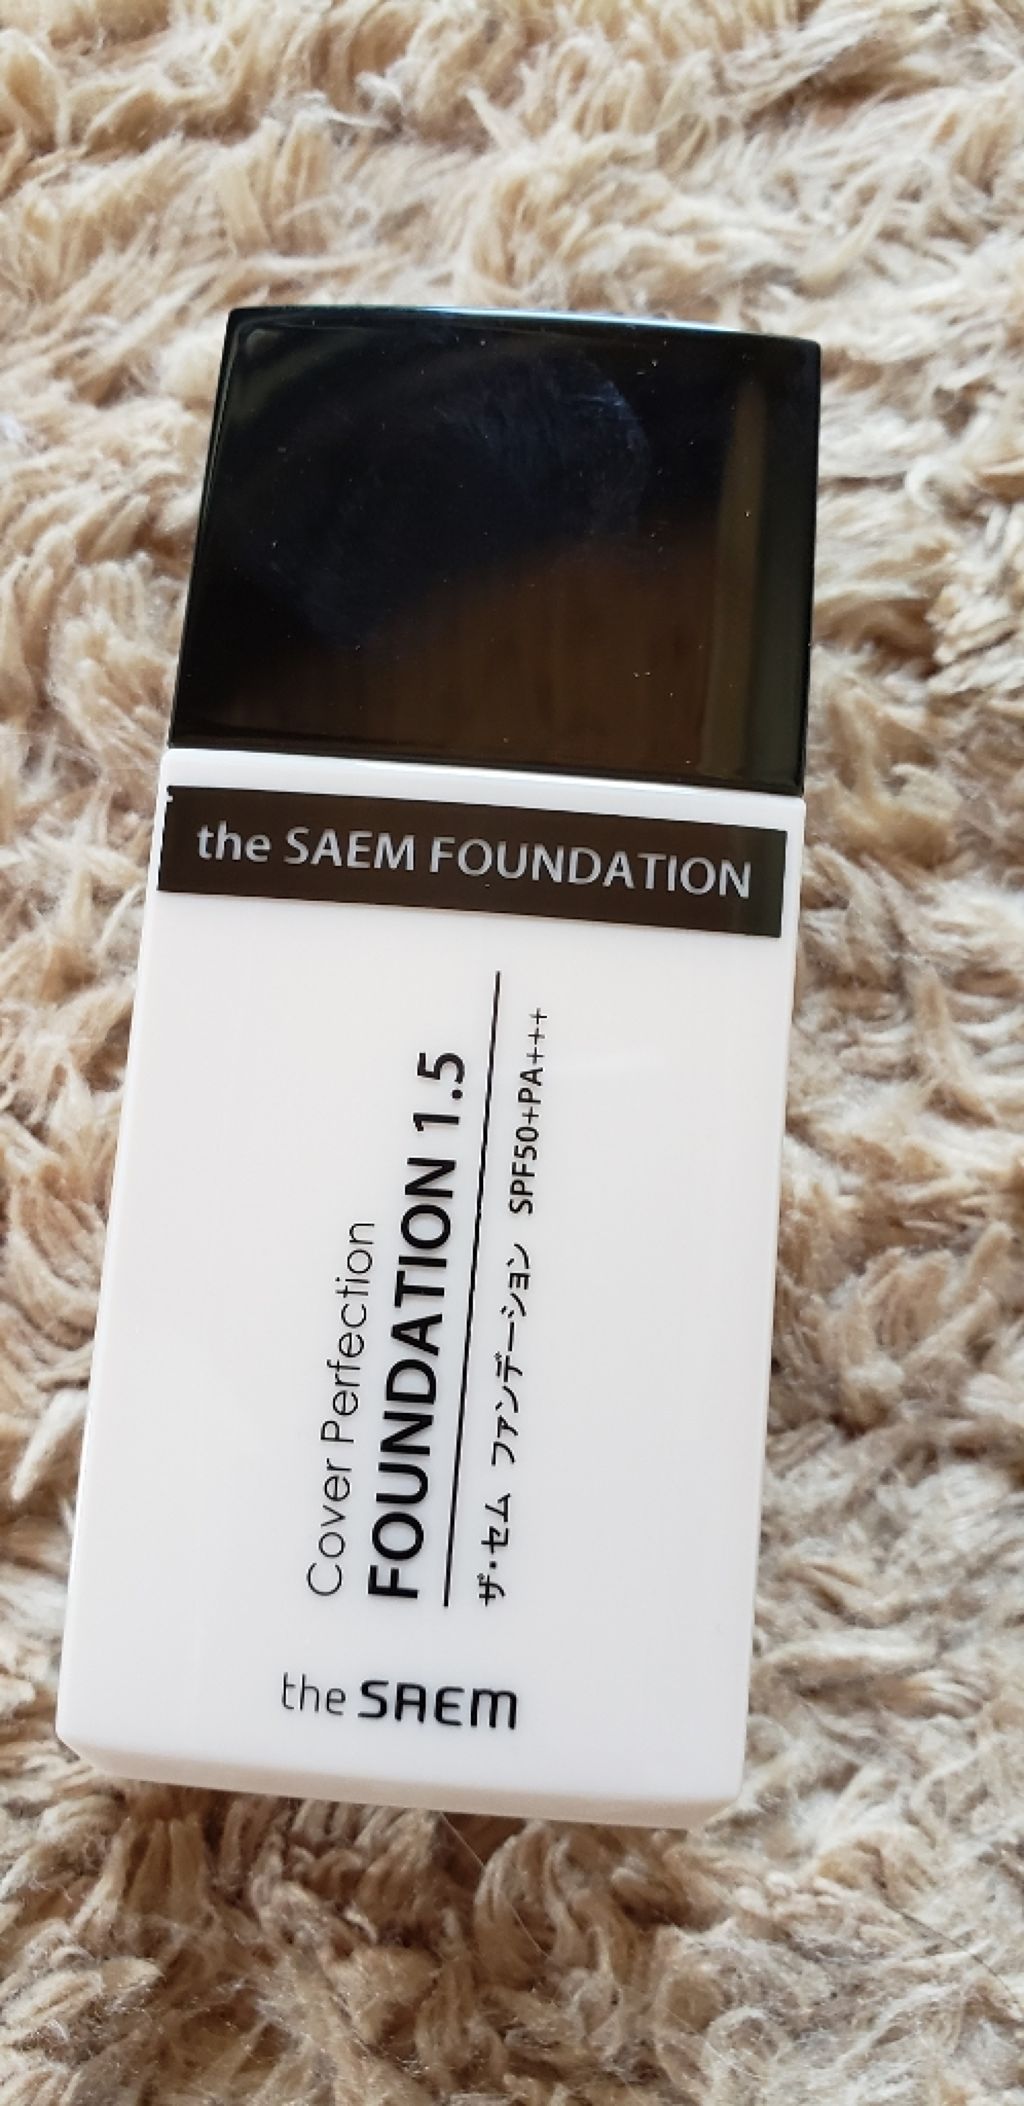 the SAEM FOUNDATION
Cover Perfection
FOUNDATION 1.5
ザ・セム ファンデーション SPF50+PA+++
the SAEM